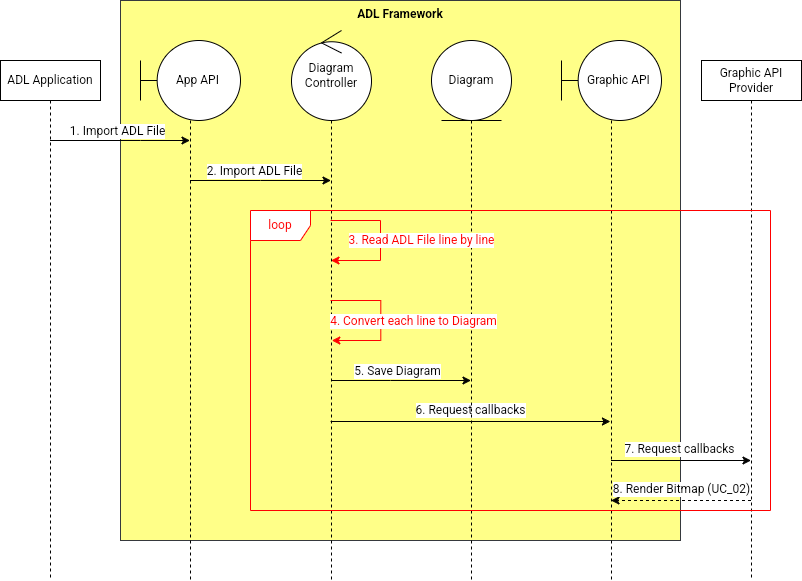 ADL Framework
ADL Application
App API
Diagram
Controller
Diagram
Graphic API
Graphic API
Provider
1. Import ADL File
2. Import ADL File
loop
3. Read ADL File line by line
4. Convert each line to Diagram
5. Save Diagram
6. Request callbacks
7. Request callbacks
8. Render Bitmap (UC_02)